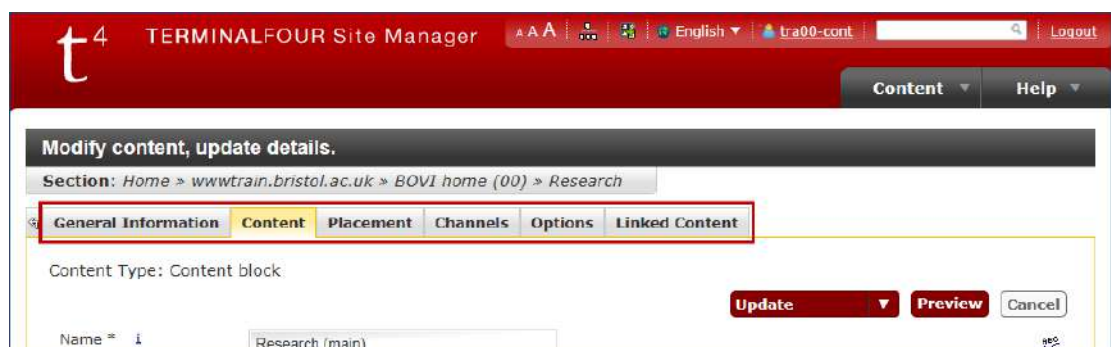 t4 TERMINALFOUR Site Manager A A A English ▼ tra00-cont Logout
Content ▼ Help ▼
Modify content, update details.
Section: Home » wwwtrain.bristol.ac.uk » BOVI home (00) » Research
General Information Content Placement Channels Options Linked Content
Content Type: Content block
Update ▼ Preview Cancel
Name * i Research (main)